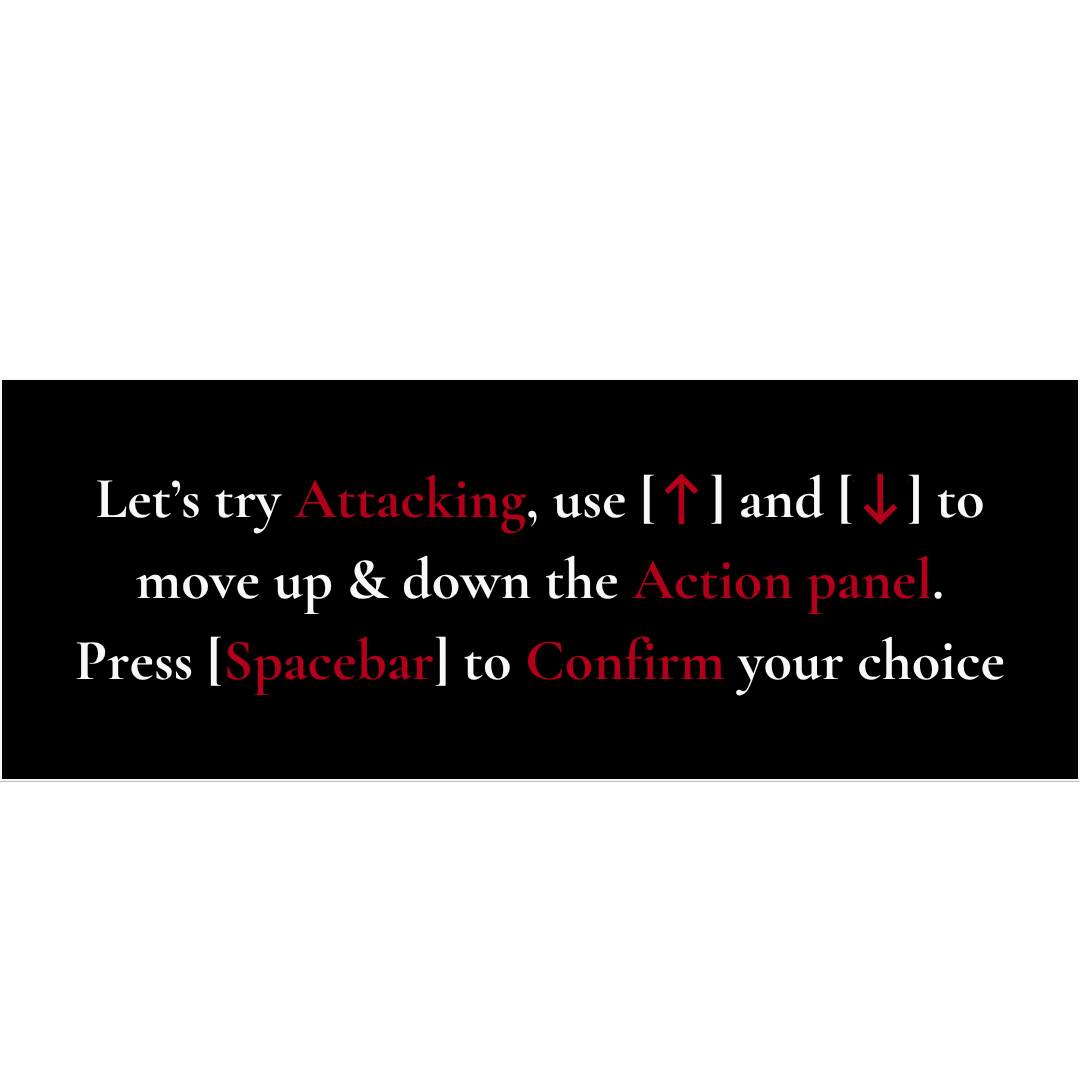 Let’s try Attacking, use [↑] and [↓] to
move up & down the Action panel.
Press [Spacebar] to Confirm your choice